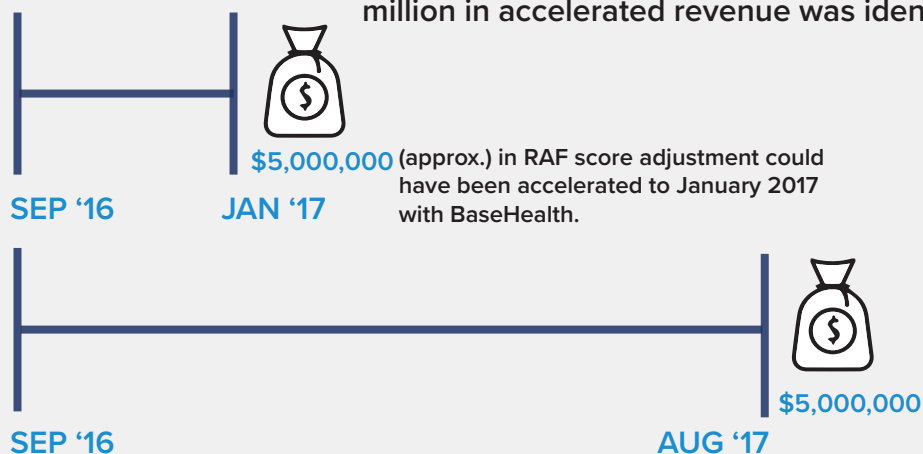 million in accelerated revenue was iden
$
$5,000,000 (approx.) in RAF score adjustment could
have been accelerated to January 2017
with BaseHealth.
SEP ‘16 JAN ‘17
$
$5,000,000
SEP ‘16 AUG ‘17